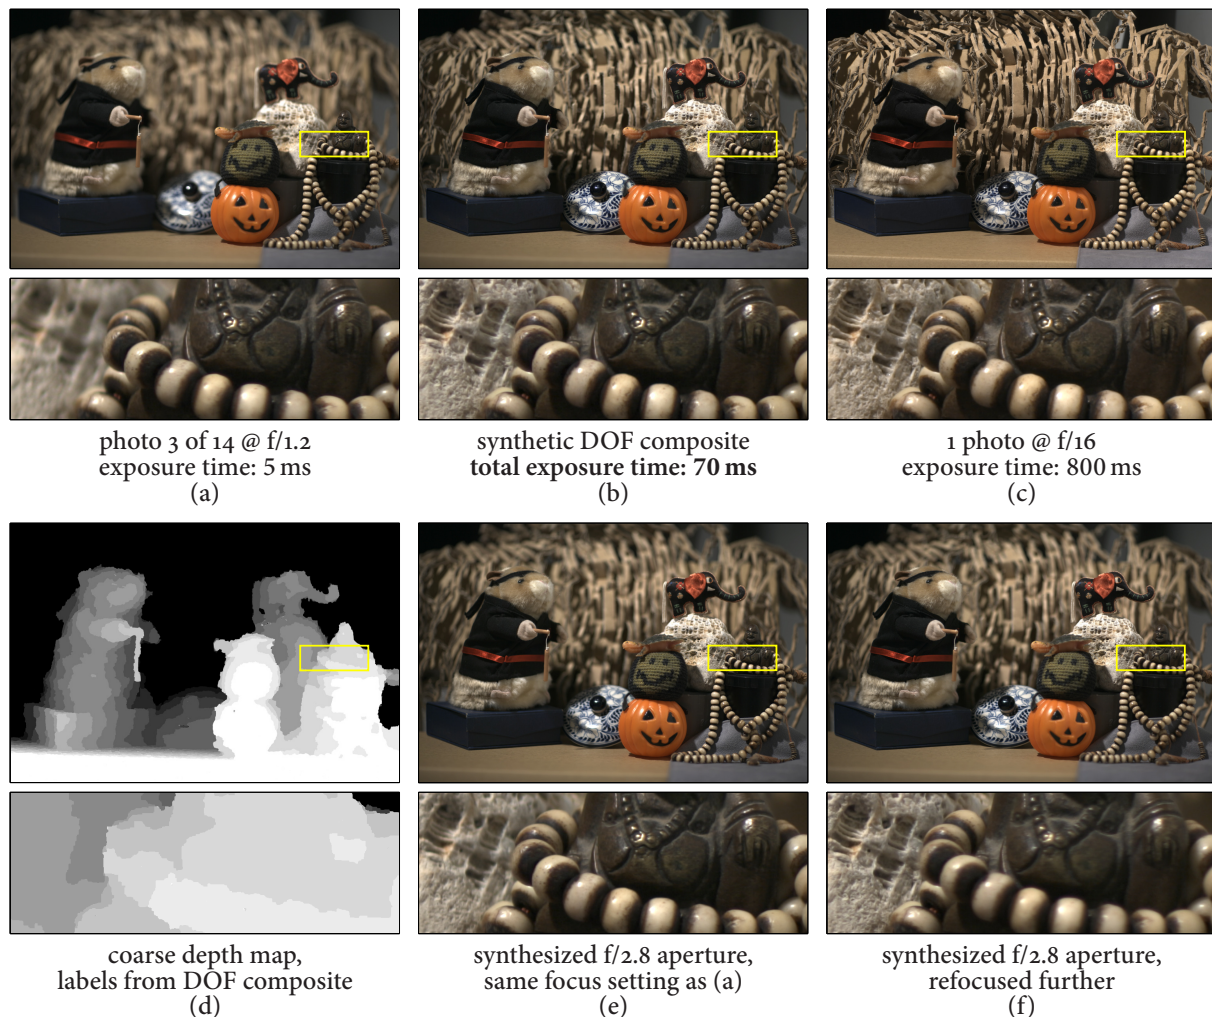 photo 3 of 14 @ f/1.2
exposure time: 5 ms
(a)
synthetic DOF composite
total exposure time: 70 ms
(b)
1 photo @ f/16
exposure time: 800 ms
(c)
coarse depth map,
labels from DOF composite
(d)
synthesized f/2.8 aperture,
same focus setting as (a)
(e)
synthesized f/2.8 aperture,
refocused further
(f)